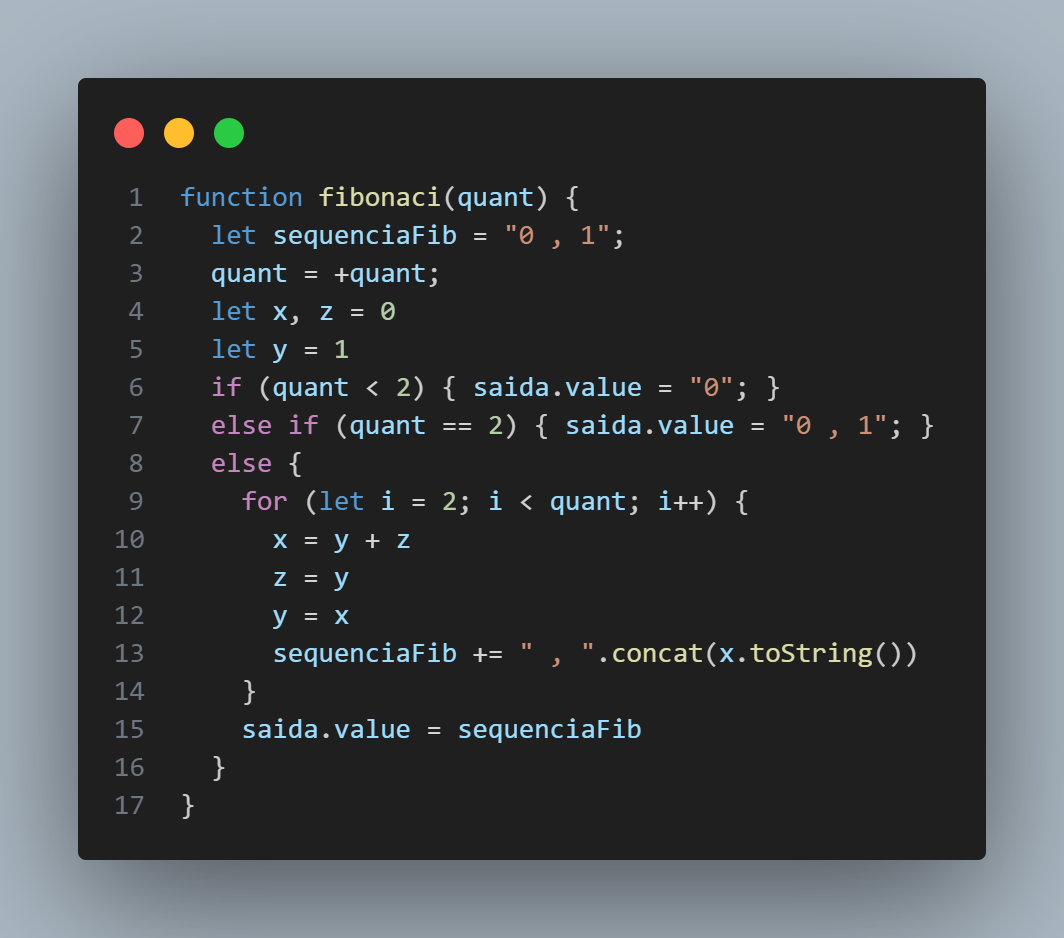 1 function fibonaci(quant) {
2 let sequenciaFib = "0 , 1";
3 quant = +quant;
4 let x, z = 0
5 let y = 1
6 if (quant < 2) { saida.value = "0"; }
7 else if (quant == 2) { saida.value = "0 , 1"; }
8 else {
9 for (let i = 2; i < quant; i++) {
10 x = y + z
11 z = y
12 y = x
13 sequenciaFib += " , ".concat(x.toString())
14 }
15 saida.value = sequenciaFib
16 }
17 }